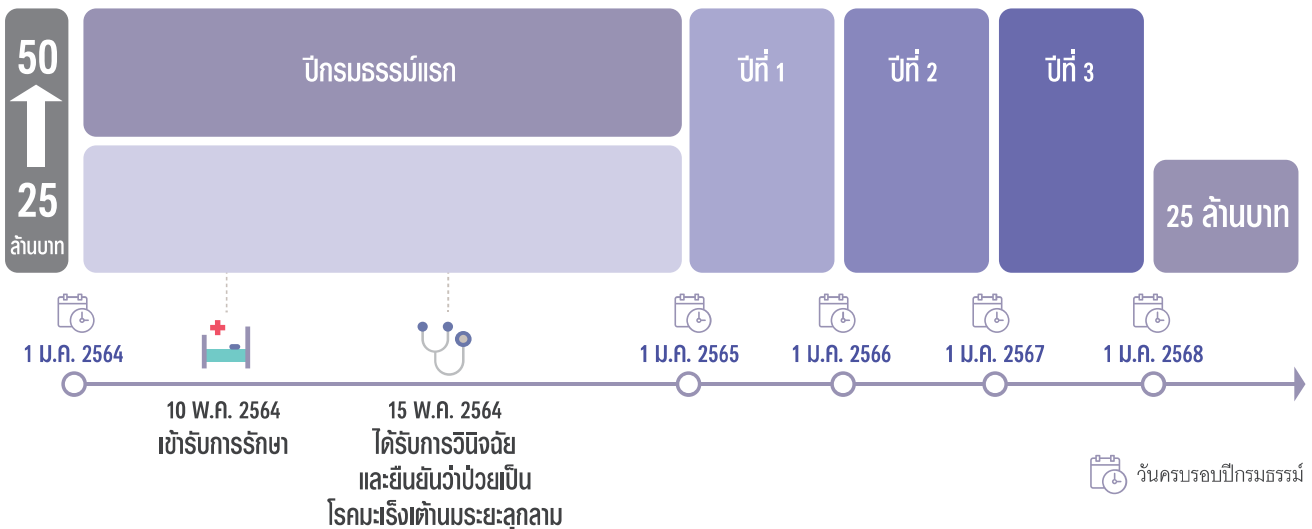 50
25
ล้านบาท
ปีกรมธรรม์แรก
ปีที่ 1
ปีที่ 2
ปีที่ 3
25 ล้านบาท
1 ม.ค. 2564
1 ม.ค. 2565
1 ม.ค. 2566
1 ม.ค. 2567
1 ม.ค. 2568
10 พ.ค. 2564
เข้ารับการรักษา
15 พ.ค. 2564
ได้รับการวินิจฉัย
และยืนยันว่าป่วยเป็น
โรคมะเร็งเต้านมระยะลุกลาม
วันครบรอบปีกรมธรรม์